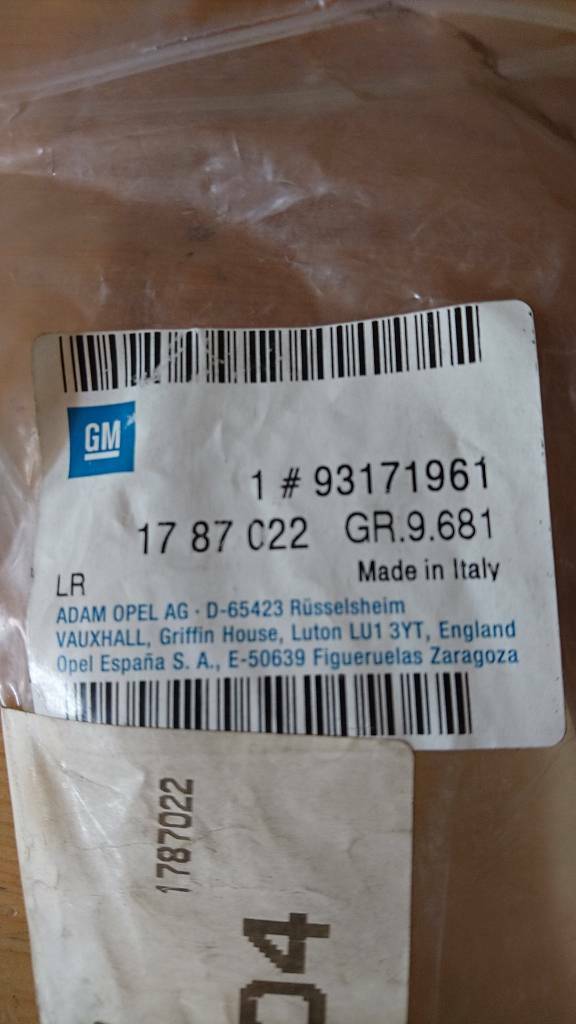 GM
1 # 93171961
17 87 022 GR.9.681
LR
Made in Italy
ADAM OPEL AG · D-65423 Rüsselsheim
VAUXHALL, Griffin House, Luton LU1 3YT, England
Opel España S. A., E-50639 Figueruelas Zaragoza
1787022
04